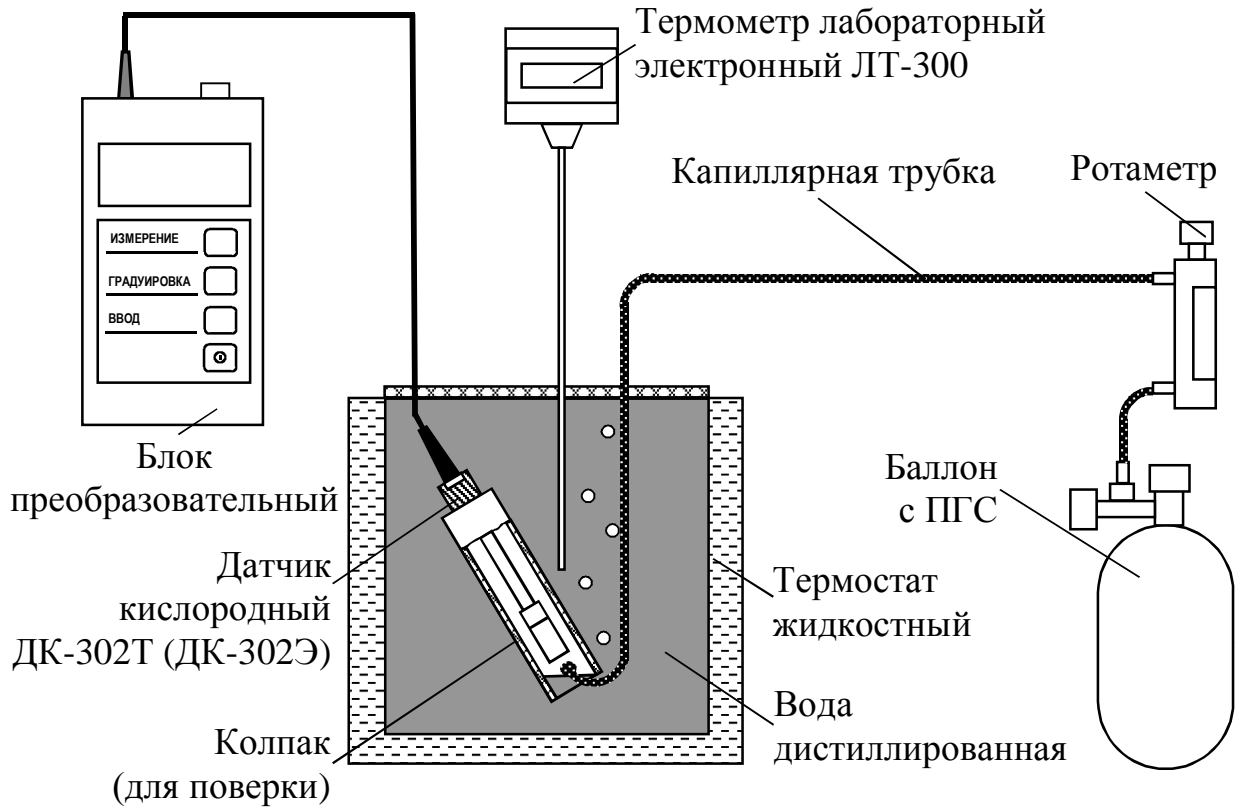 Термометр лабораторный
электронный ЛТ-300
Капиллярная трубка
Ротаметр
ИЗМЕРЕНИЕ
ГРАДУИРОВКА
ВВОД
Блок
преобразовательный
Баллон
с ПГС
Датчик
кислородный
ДК-302Т (ДК-302Э)
Термостат
жидкостный
Колпак
(для поверки)
Вода
дистиллированная